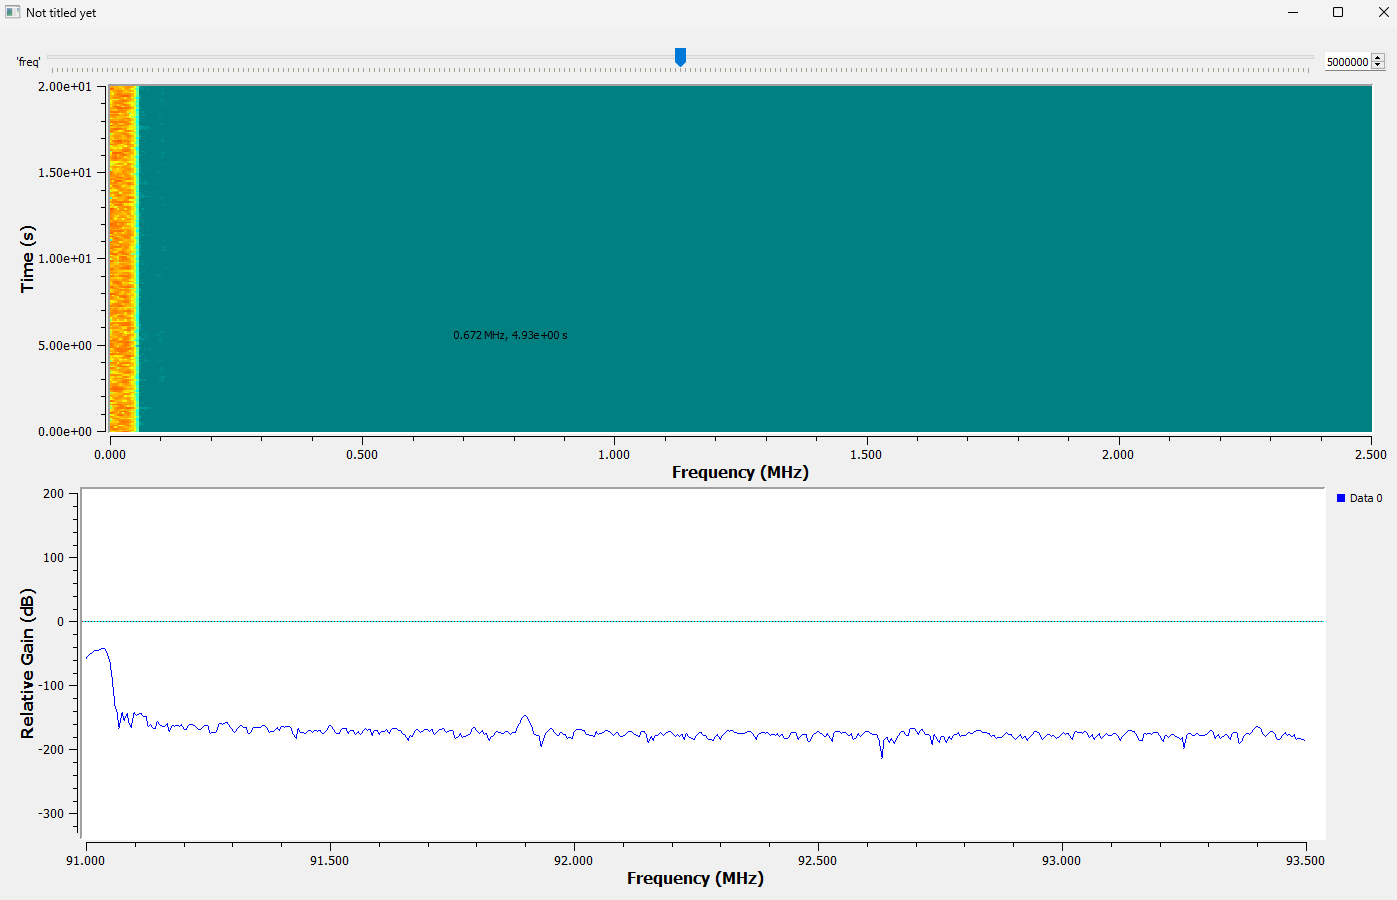 Not titled yet
'freq'
5000000
2.00e+01
1.50e+01
1.00e+01
5.00e+00
0.00e+00
Time (s)
0.672 MHz, 4.93e+00 s
0.000 0.500 1.000 1.500 2.000 2.500
Frequency (MHz)
200
100
0
-100
-200
-300
Relative Gain (dB)
Data 0
91.000 91.500 92.000 92.500 93.000 93.500
Frequency (MHz)